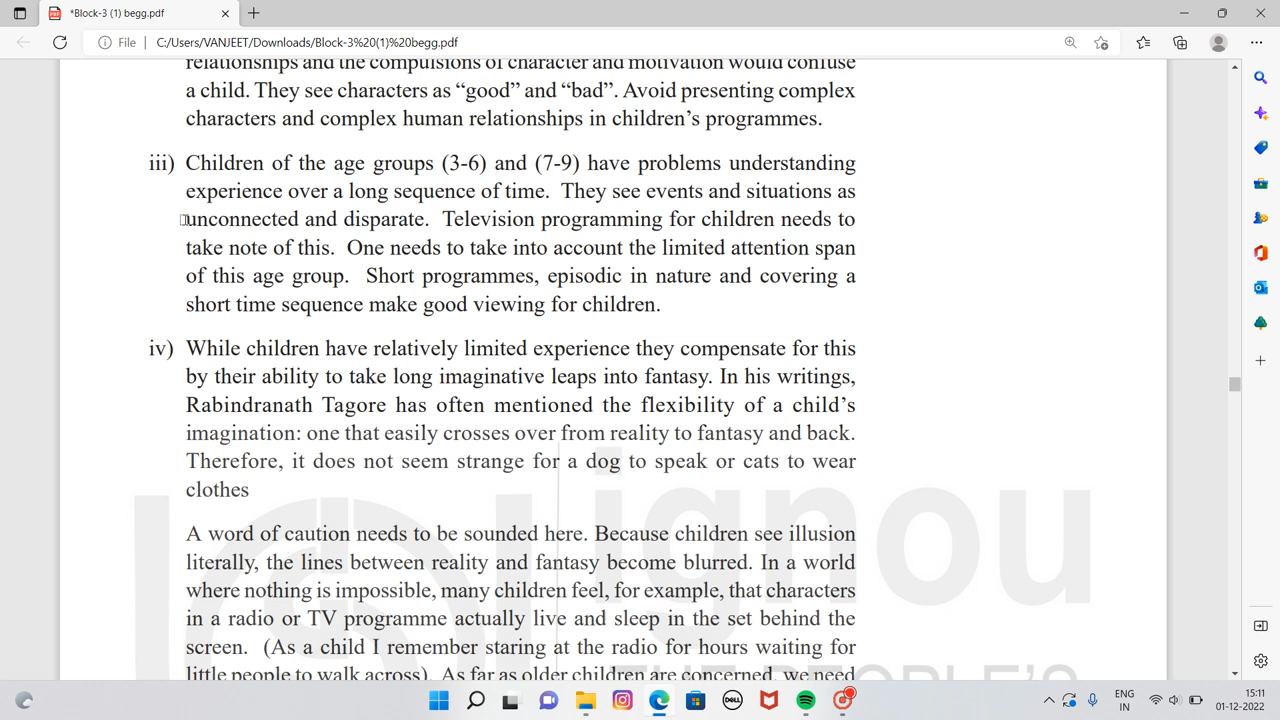 *Block-3 (1) begg.pdf
File
C:/Users/VANJEET/Downloads/Block-3%20(1)%20begg.pdf
relationships and the compulsions of character and motivation would confuse
a child. They see characters as “good” and “bad”. Avoid presenting complex
characters and complex human relationships in children’s programmes.
iii) Children of the age groups (3-6) and (7-9) have problems understanding
experience over a long sequence of time. They see events and situations as
unconnected and disparate. Television programming for children needs to
take note of this. One needs to take into account the limited attention span
of this age group. Short programmes, episodic in nature and covering a
short time sequence make good viewing for children.
iv) While children have relatively limited experience they compensate for this
by their ability to take long imaginative leaps into fantasy. In his writings,
Rabindranath Tagore has often mentioned the flexibility of a child’s
imagination: one that easily crosses over from reality to fantasy and back.
Therefore, it does not seem strange for a dog to speak or cats to wear
clothes
A word of caution needs to be sounded here. Because children see illusion
literally, the lines between reality and fantasy become blurred. In a world
where nothing is impossible, many children feel, for example, that characters
in a radio or TV programme actually live and sleep in the set behind the
screen. (As a child I remember staring at the radio for hours waiting for
little people to walk across). As far as older children are concerned, we need
ignou
THE PEOPLE’S
DELL
ENG
IN
15:11
01-12-2022